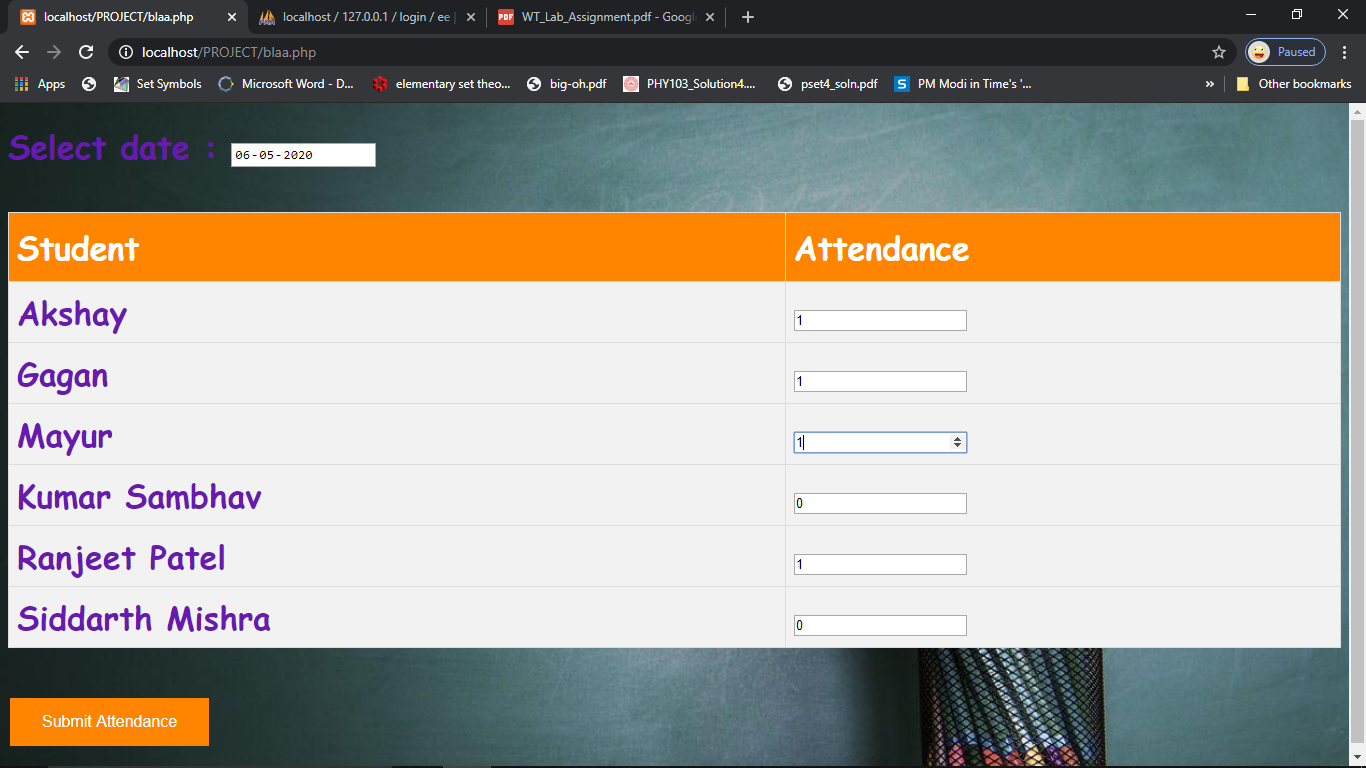 localhost/PROJECT/blaa.php
localhost / 127.0.0.1 / login / ee |
PDF WT_Lab_Assignment.pdf - Googl
localhost/PROJECT/blaa.php
Paused
Apps
Set Symbols
Microsoft Word - D...
elementary set theo...
big-oh.pdf
PHY103_Solution4....
pset4_soln.pdf
S PM Modi in Time's '...
»
Other bookmarks
Select date : 06-05-2020
Student Attendance
Akshay 1
Gagan 1
Mayur 1
Kumar Sambhav 0
Ranjeet Patel 1
Siddarth Mishra 0
Submit Attendance